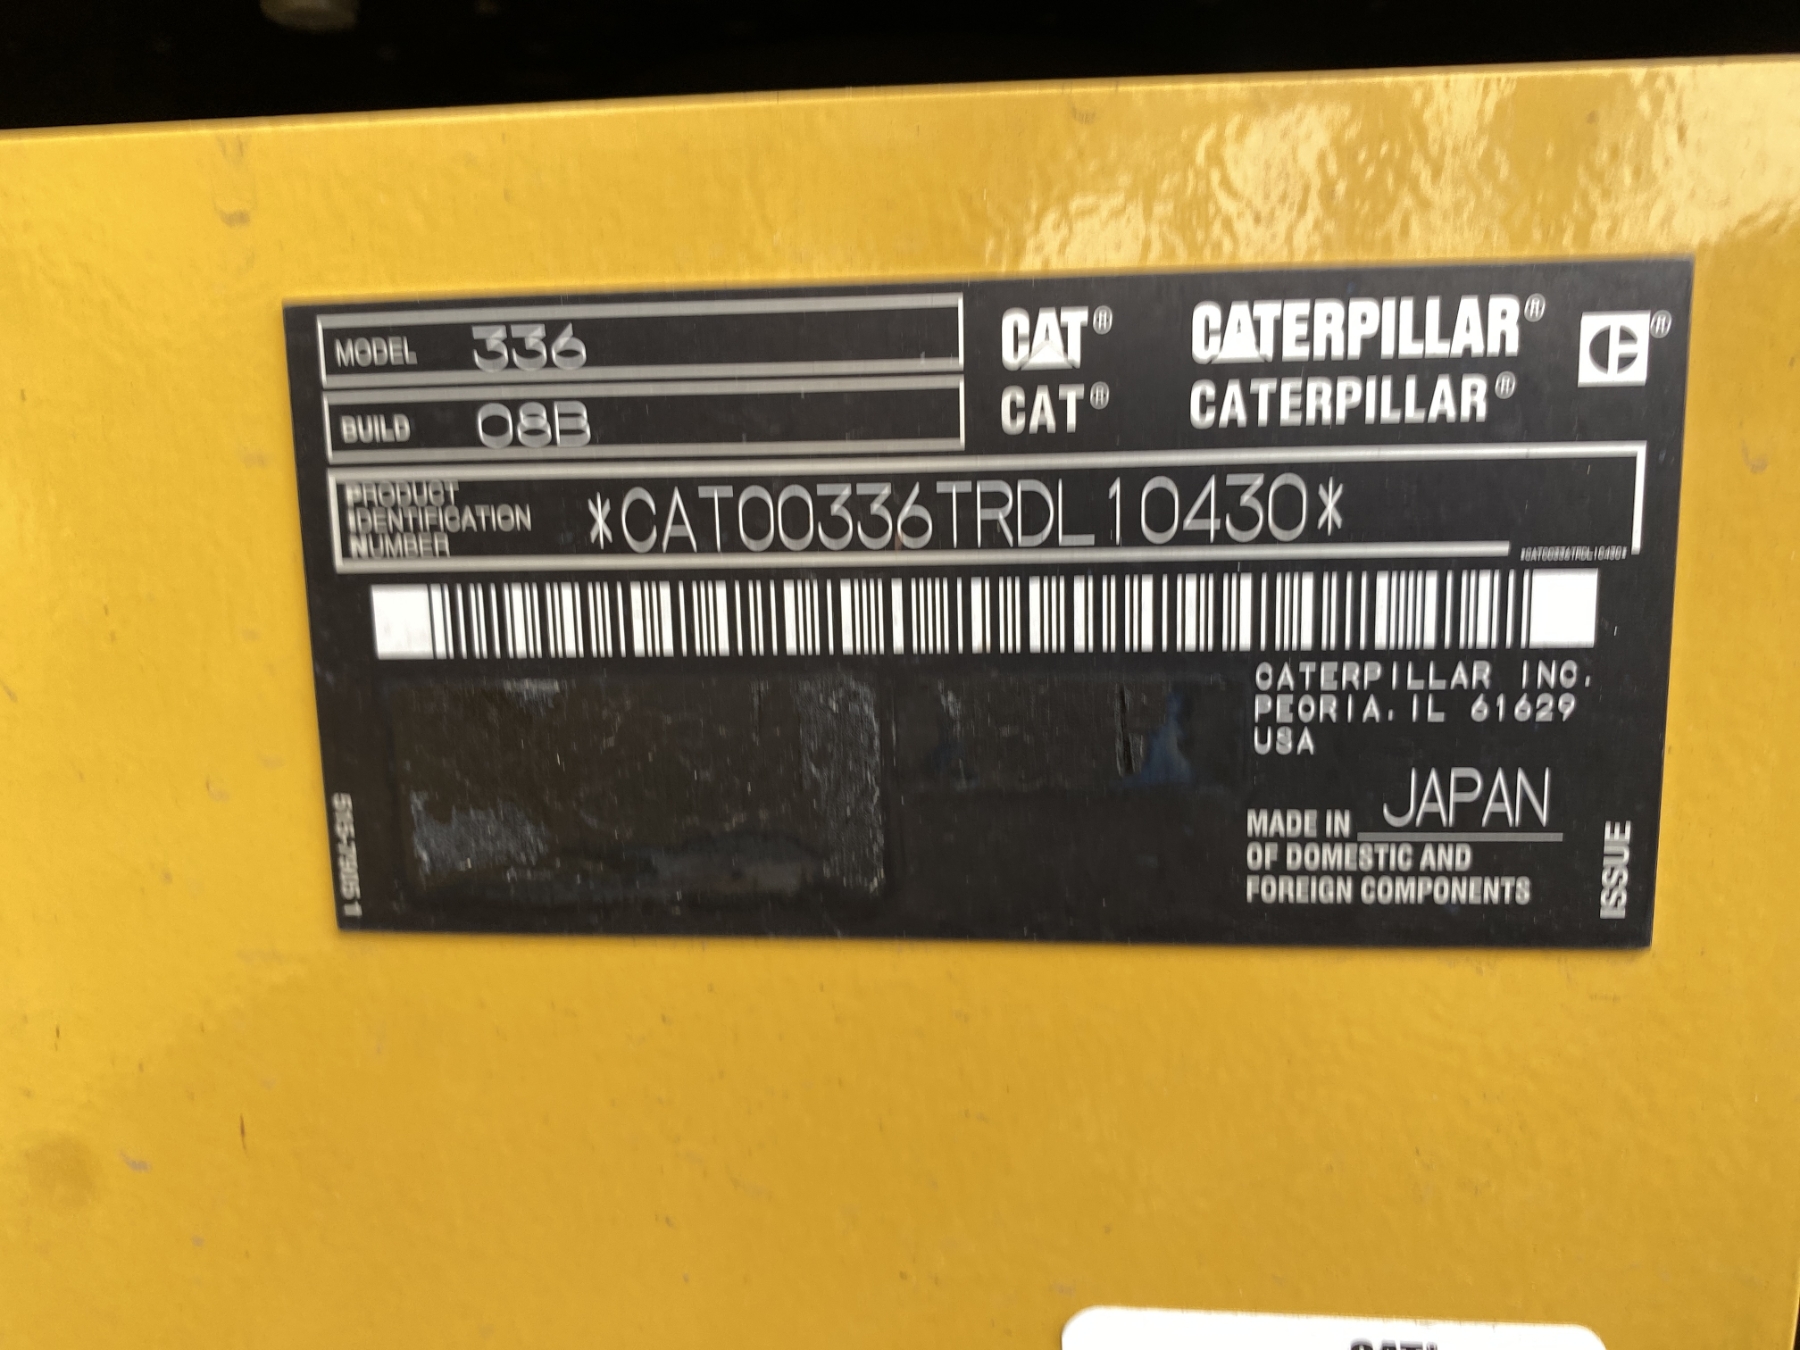 MODEL 336
BUILD 08B
CAT® CATERPILLAR®
CAT® CATERPILLAR®
PRODUCT
IDENTIFICATION
NUMBER
*CAT00336TRDL10430*
*CAT00336TRDL10430*
CATERPILLAR INC.
PEORIA, IL 61629
USA
MADE IN JAPAN
OF DOMESTIC AND
FOREIGN COMPONENTS
ISSUE